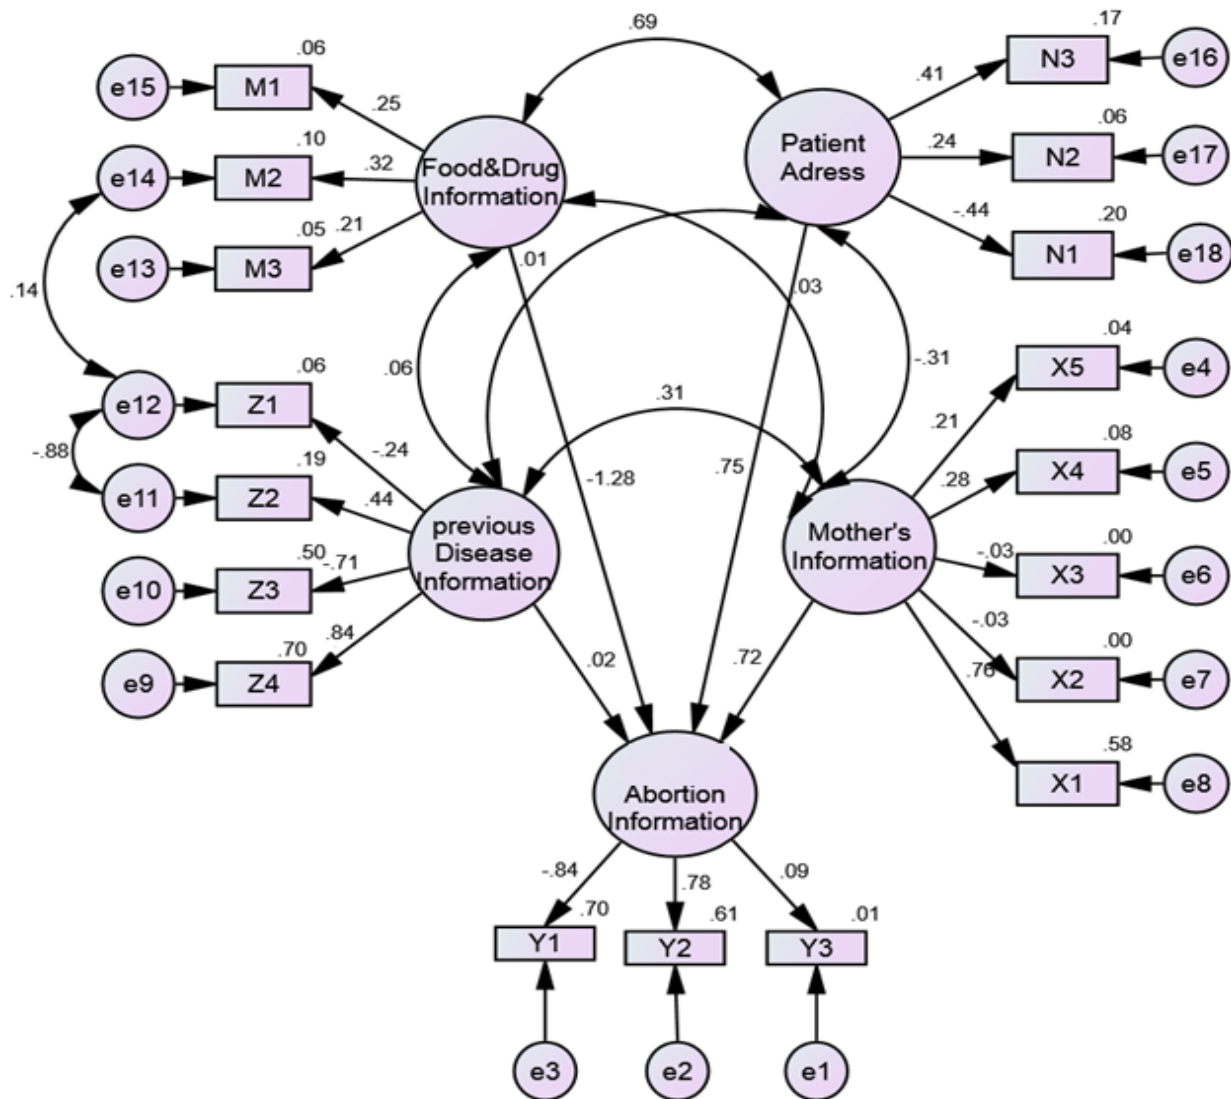 .69
.17
e16
N3
.41
.06
e15
M1
.25
Patient
Adress
.24
N2
.06
e17
.10
e14
M2
.32
Food&Drug
Information
-.44
.20
N1
e18
.05
.21
e13
M3
.01
.03
.14
-.31
.04
X5
e4
.06
.06
e12
Z1
.31
.21
.08
-.88
-.24
.19
.28
X4
e5
e11
Z2
.44
-1.28
.75
previous
Disease
Information
Mother's
Information
.00
-.03
X3
e6
.50
-.71
e10
Z3
-.03
.00
.84
.70
e9
Z4
.02
.72
.76
X2
e7
.58
X1
e8
Abortion
Information
-.84
.78
.09
.70
.61
.01
Y1
Y2
Y3
e3
e2
e1